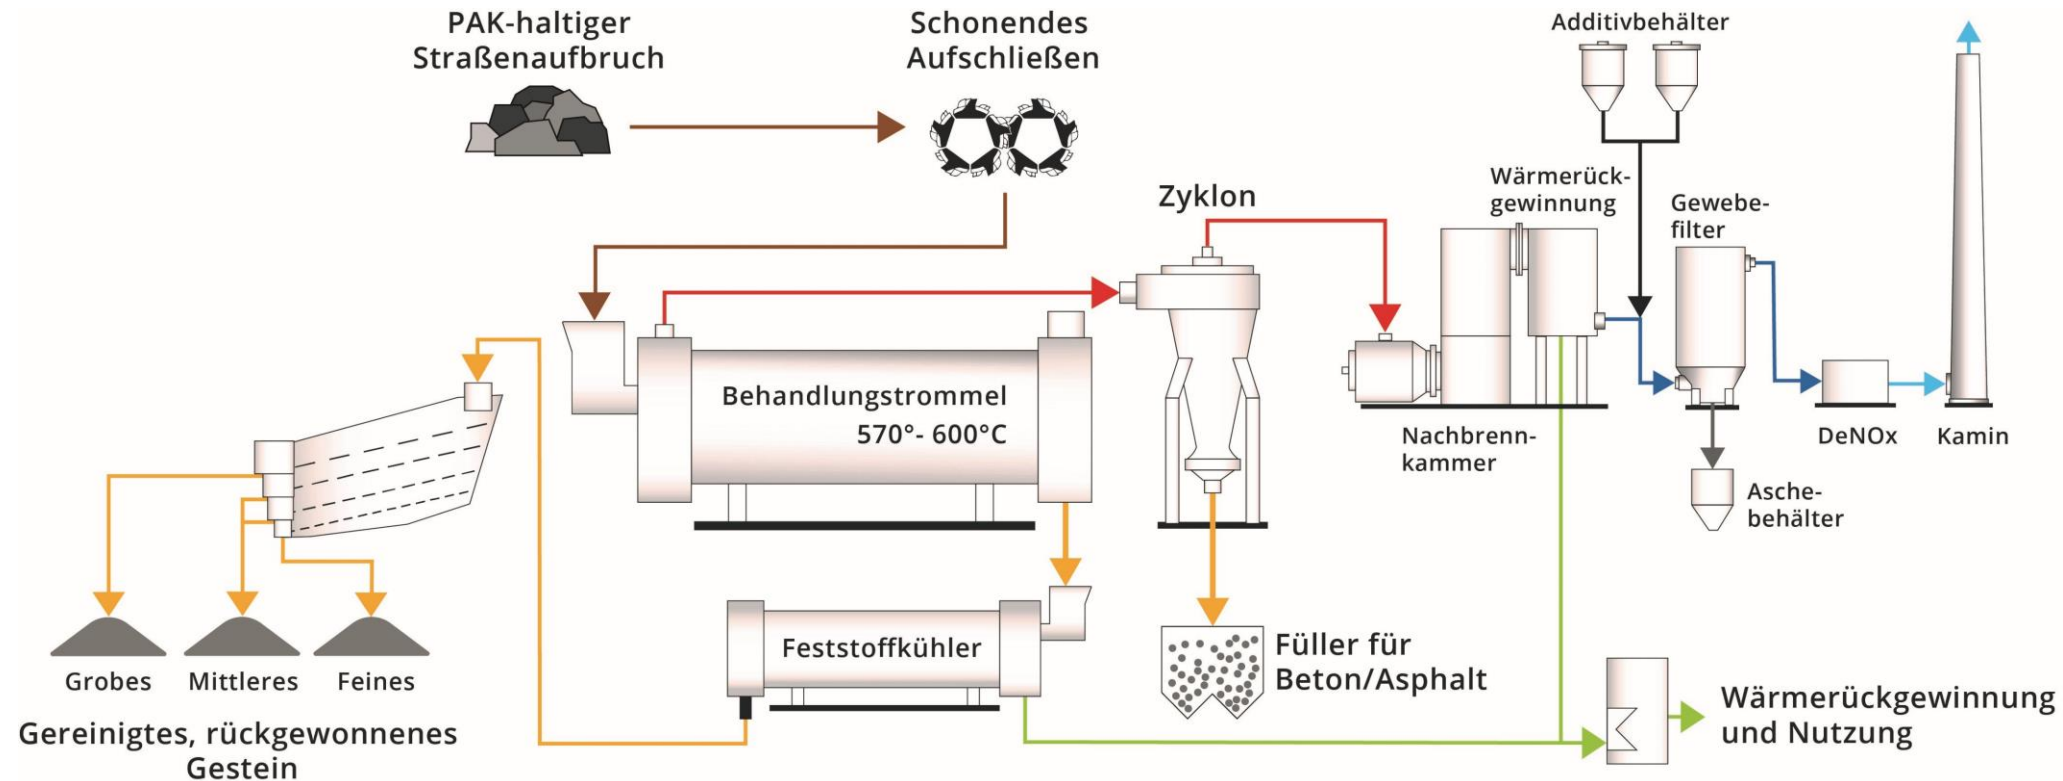 PAK-haltiger
Straßenaufbruch
Schonendes
Aufschließen
Additivbehälter
Zyklon
Wärmerück-
gewinnung
Gewebe-
filter
Behandlungstrommel
570°- 600°C
Nachbrenn-
kammer
DeNOx
Kamin
Asche-
behälter
Feststoffkühler
Füller für
Beton/Asphalt
Grobes
Mittleres
Feines
Gereinigtes, rückgewonnenes
Gestein
Wärmerückgewinnung
und Nutzung